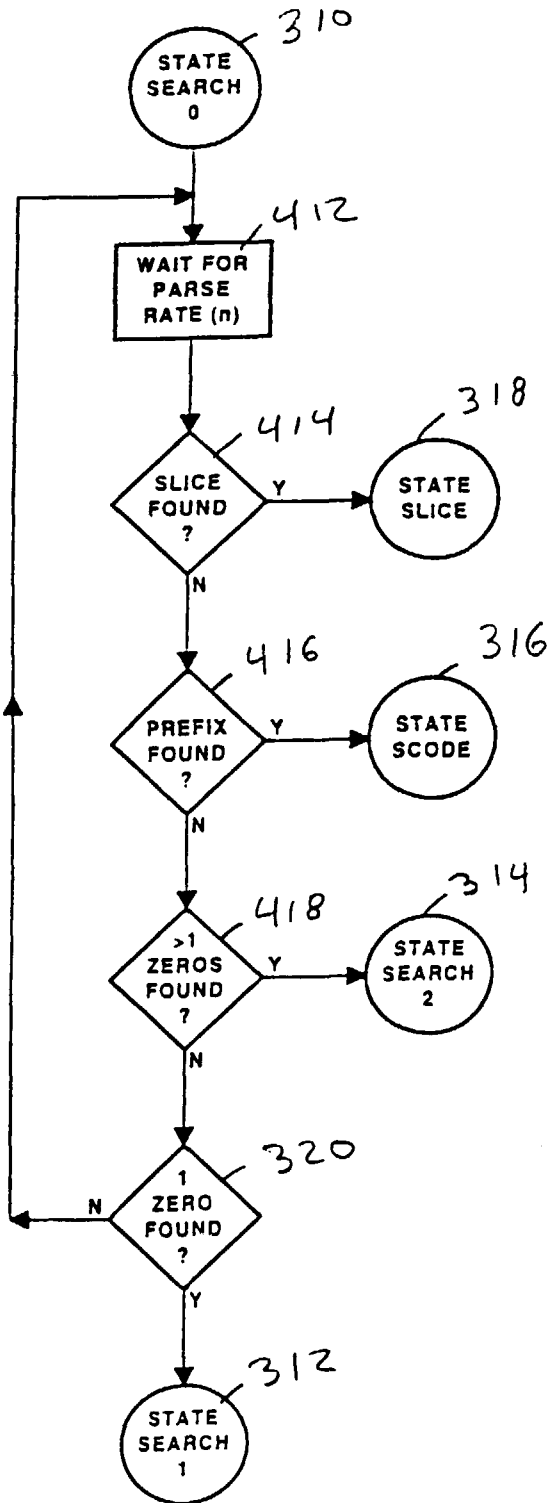 310
STATE
SEARCH
0
412
WAIT FOR
PARSE
RATE (n)
414
SLICE
FOUND
?
Y
N
318
STATE
SLICE
416
PREFIX
FOUND
?
Y
N
316
STATE
SCODE
418
>1
ZEROS
FOUND
?
Y
N
314
STATE
SEARCH
2
320
1
ZERO
FOUND
?
N
Y
312
STATE
SEARCH
1